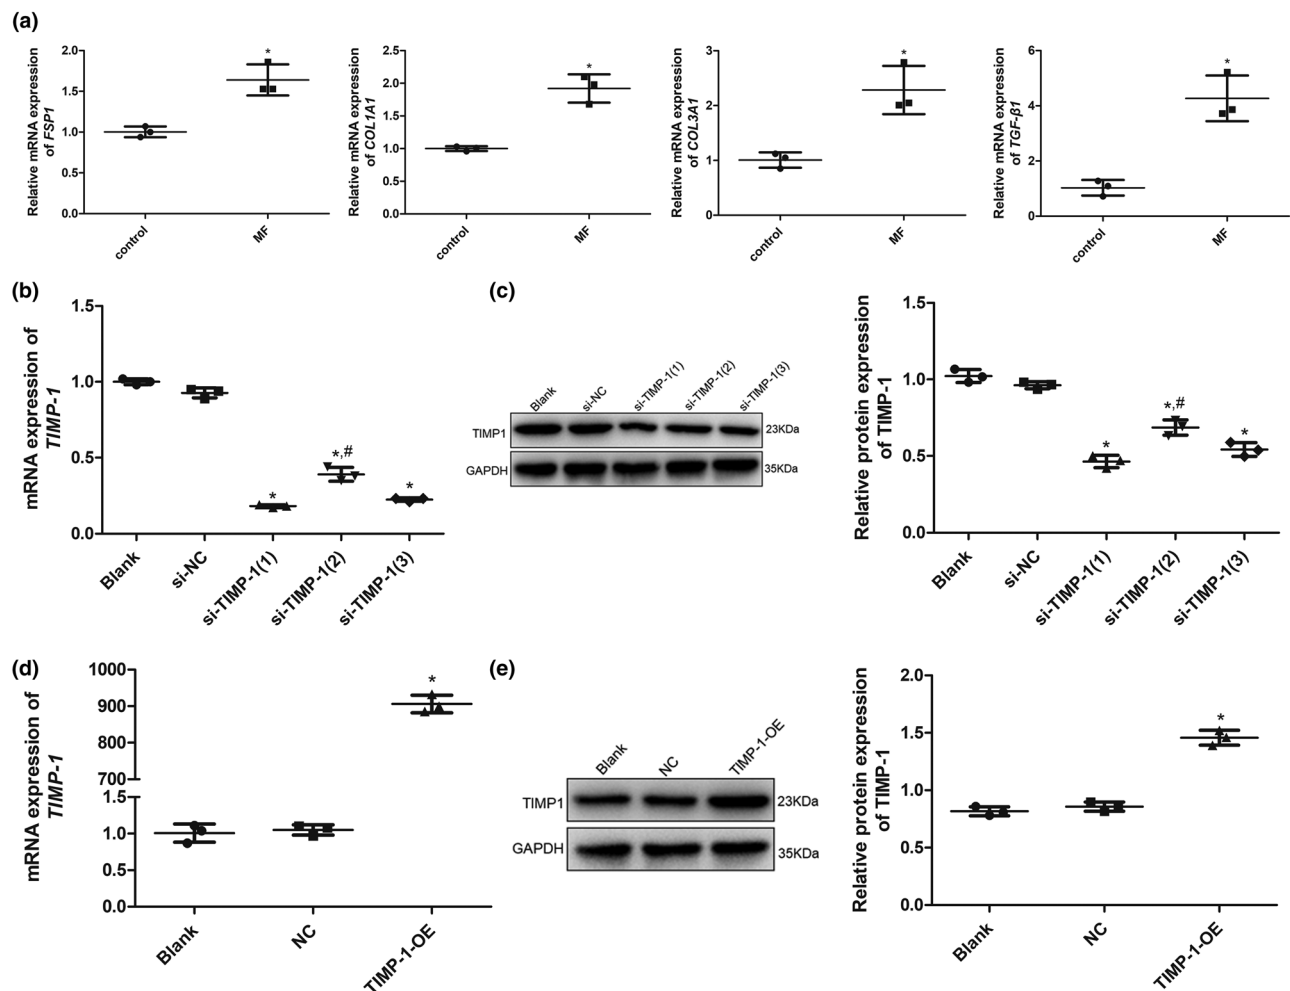 (a)
Relative mRNA expression
of FSP1
2.0
1.5
1.0
0.5
0.0
*
control
MF
Relative mRNA expression
of COL1A1
2.5
2.0
1.5
1.0
0.5
0.0
*
control
MF
Relative mRNA expression
of COL3A1
3
2
1
0
*
control
MF
Relative mRNA expression
of TGF-β1
6
4
2
0
*
control
MF
(b)
mRNA expression of
TIMP-1
1.5
1.0
0.5
0.0
*
*,#
*
Blank
si-NC
si-TIMP-1(1)
si-TIMP-1(2)
si-TIMP-1(3)
(c)
Blank
si-NC
si-TIMP-1(1)
si-TIMP-1(2)
si-TIMP-1(3)
TIMP1
23KDa
GAPDH
35KDa
Relative protein expression
of TIMP-1
1.5
1.0
0.5
0.0
*
*,#
*
Blank
si-NC
si-TIMP-1(1)
si-TIMP-1(2)
si-TIMP-1(3)
(d)
mRNA expression of
TIMP-1
1000
900
800
700
1.5
1.0
0.5
0.0
*
Blank
NC
TIMP-1-OE
(e)
Blank
NC
TIMP-1-OE
TIMP1
23KDa
GAPDH
35KDa
Relative protein expression
of TIMP-1
2.0
1.5
1.0
0.5
0.0
*
Blank
NC
TIMP-1-OE